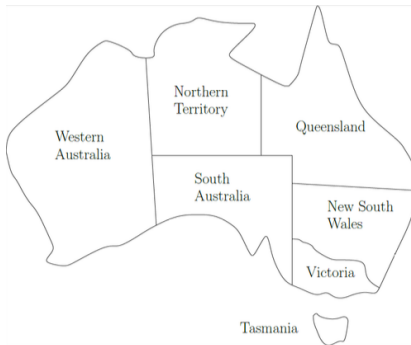 Northern
Territory
Western
Australia
Queensland
South
Australia
New South
Wales
Victoria
Tasmania